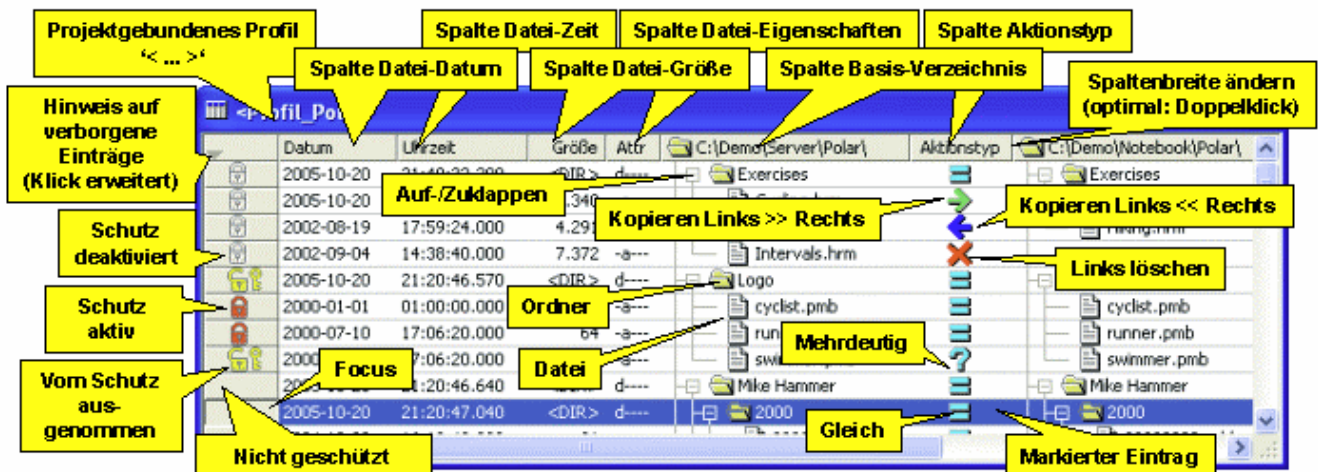 Projektgebundenes Profil
‘< ... >‘
Spalte Datei-Zeit
Spalte Datei-Eigenschaften
Spalte Aktionstyp
Spalte Datei-Datum
Spalte Datei-Größe
Spalte Basis-Verzeichnis
Spaltenbreite ändern
(optimal: Doppelklick)
Hinweis auf
verborgene
Einträge
(Klick erweitert)
Datum Uhrzeit Größe Attr C:\Demo\Server\Polar\ Aktionstyp C:\Demo\Notebook\Polar\
2005-10-20 <DIR> d---- Exercises Exercises
Auf-/Zuklappen
2005-10-20
Kopieren Links >> Rechts
Kopieren Links << Rechts
2002-08-19 17:59:24.000 4.291
Schutz
deaktiviert
2002-09-04 14:38:40.000 7.372 -a--- Intervals.hrm
Links löschen
2005-10-20 21:20:46.570 <DIR> d---- Logo
Ordner
Schutz
aktiv
2000-01-01 01:00:00.000 -a--- cyclist.pmb cyclist.pmb
2000-07-10 17:06:20.000 64 -a--- runner.pmb
Mehrdeutig
swimmer.pmb
Focus
Datei
Vom Schutz
aus-
genommen
Mike Hammer Mike Hammer
2005-10-20 21:20:47.040 <DIR> d---- 2000 2000
Gleich
Nicht geschützt
Markierter Eintrag